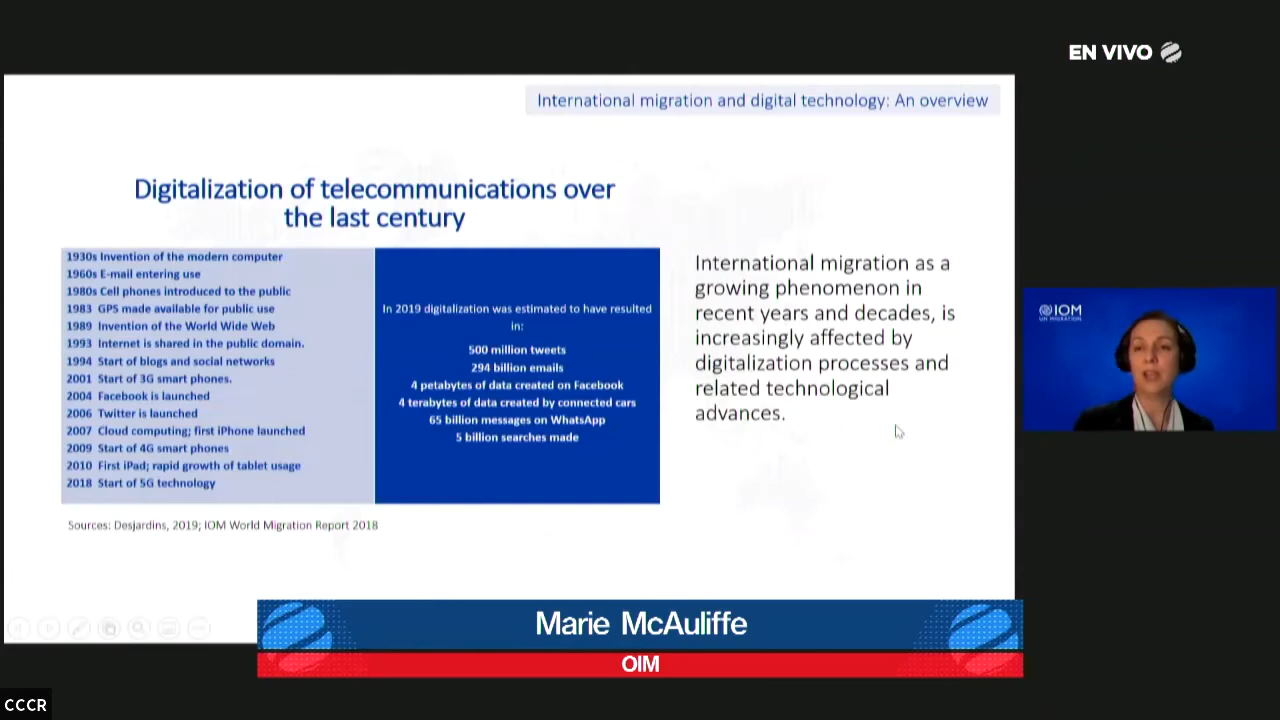 EN VIVO
International migration and digital technology: An overview
Digitalization of telecommunications over
the last century
1930s Invention of the modern computer
1960s E-mail entering use
1980s Cell phones introduced to the public
1983 GPS made available for public use
1989 Invention of the World Wide Web
1993 Internet is shared in the public domain.
1994 Start of blogs and social networks
2001 Start of 3G smart phones.
2004 Facebook is launched
2006 Twitter is launched
2007 Cloud computing; first iPhone launched
2009 Start of 4G smart phones
2010 First iPad; rapid growth of tablet usage
2018 Start of 5G technology
In 2019 digitalization was estimated to have resulted
in:
500 million tweets
294 billion emails
4 petabytes of data created on Facebook
4 terabytes of data created by connected cars
65 billion messages on WhatsApp
5 billion searches made
International migration as a
growing phenomenon in
recent years and decades, is
increasingly affected by
digitalization processes and
related technological
advances.
IOM
UN MIGRATION
Sources: Desjardins, 2019; IOM World Migration Report 2018
Marie McAuliffe
OIM
CCCR